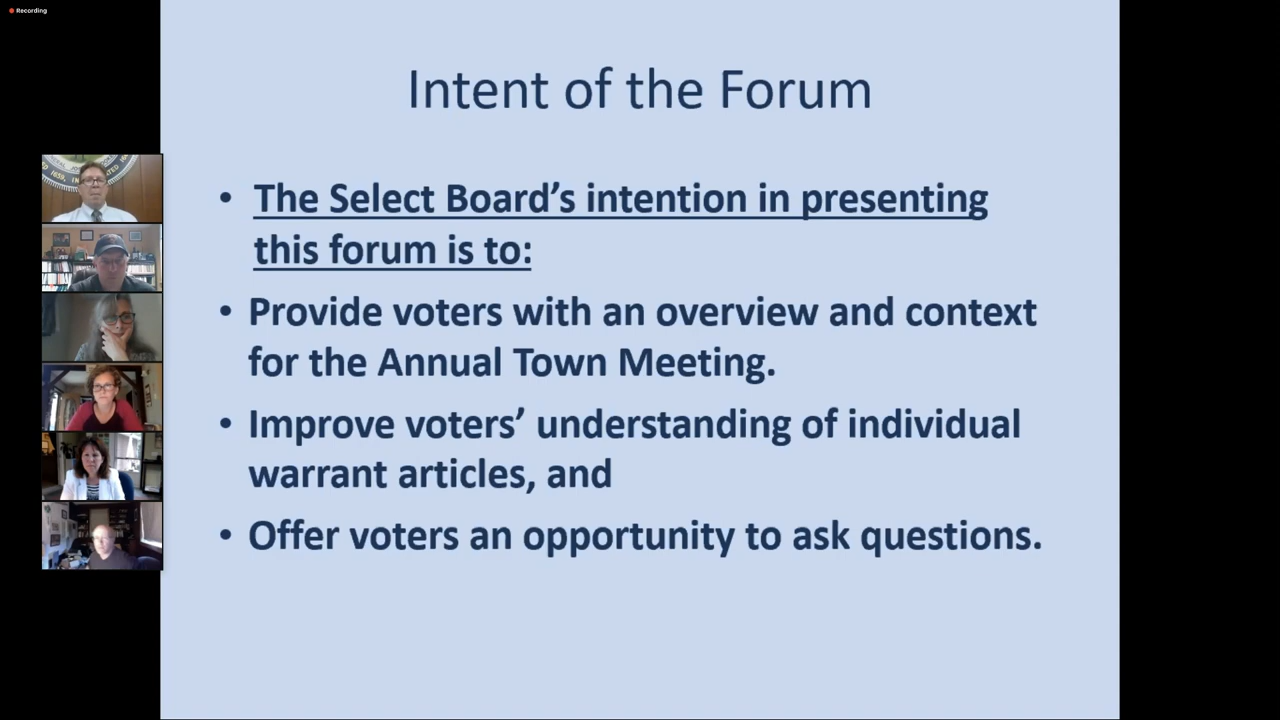 Recording
Intent of the Forum
• The Select Board’s intention in presenting
this forum is to:
• Provide voters with an overview and context
for the Annual Town Meeting.
• Improve voters’ understanding of individual
warrant articles, and
• Offer voters an opportunity to ask questions.